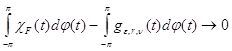 ∫_{-π}^{π} χ_F(t)dφ(t) − ∫_{-π}^{π} g_{ε,γ,ν}(t)dφ(t) → 0